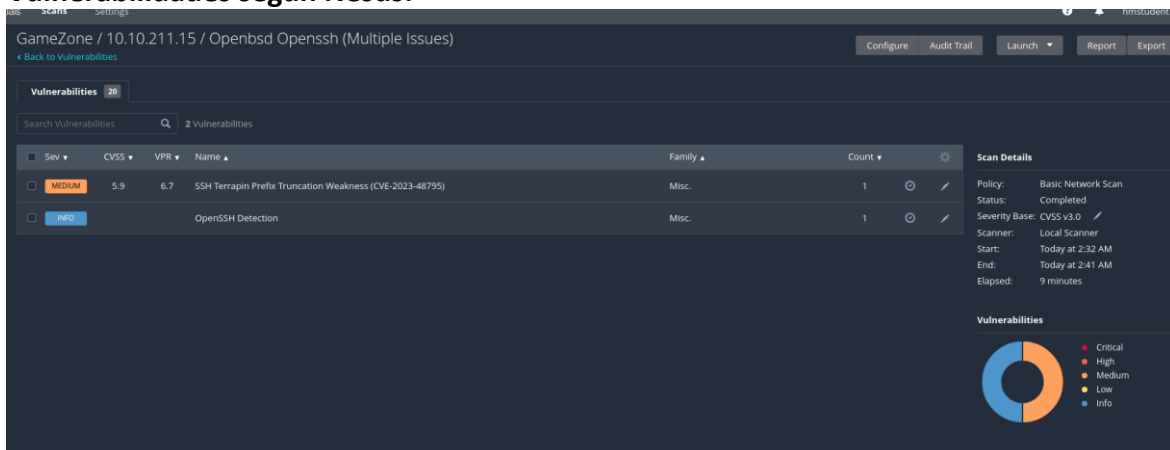 Vulnerabilidades según Nessus:
Scans Settings hmstudent
GameZone / 10.10.211.15 / Openbsd Openssh (Multiple Issues)
Configure Audit Trail Launch Report Export
Back to Vulnerabilities
Vulnerabilities 20
Search Vulnerabilities 2 Vulnerabilities
Sev CVSS VPR Name Family Count
MEDIUM 5.9 6.7 SSH Terrapin Prefix Truncation Weakness (CVE-2023-48795) Misc. 1
INFO OpenSSH Detection Misc. 1
Scan Details
Policy: Basic Network Scan
Status: Completed
Severity Base: CVSS v3.0
Scanner: Local Scanner
Start: Today at 2:32 AM
End: Today at 2:41 AM
Elapsed: 9 minutes
Vulnerabilities
Critical
High
Medium
Low
Info